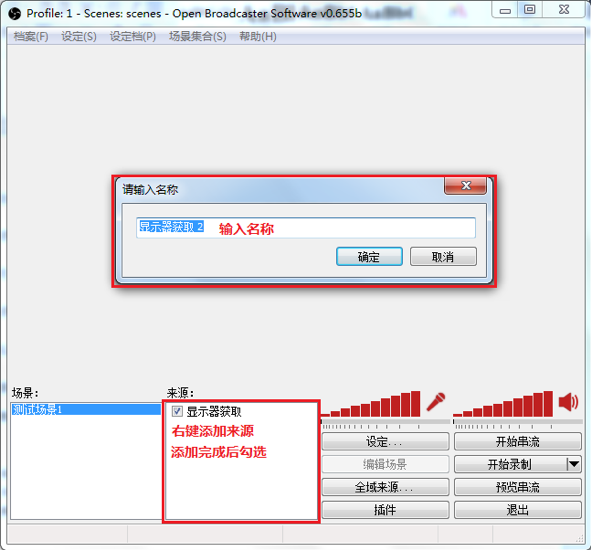 Profile: 1 - Scenes: scenes - Open Broadcaster Software v0.655b
档案(F) 设定(S) 设定档(P) 场景集合(S) 帮助(H)
请输入名称
显示器获取 2 输入名称
确定 取消
场景: 来源:
测试场景1
显示器获取
右键添加来源
添加完成后勾选
设定... 开始串流
编辑场景 开始录制
全域来源... 预览串流
插件 退出